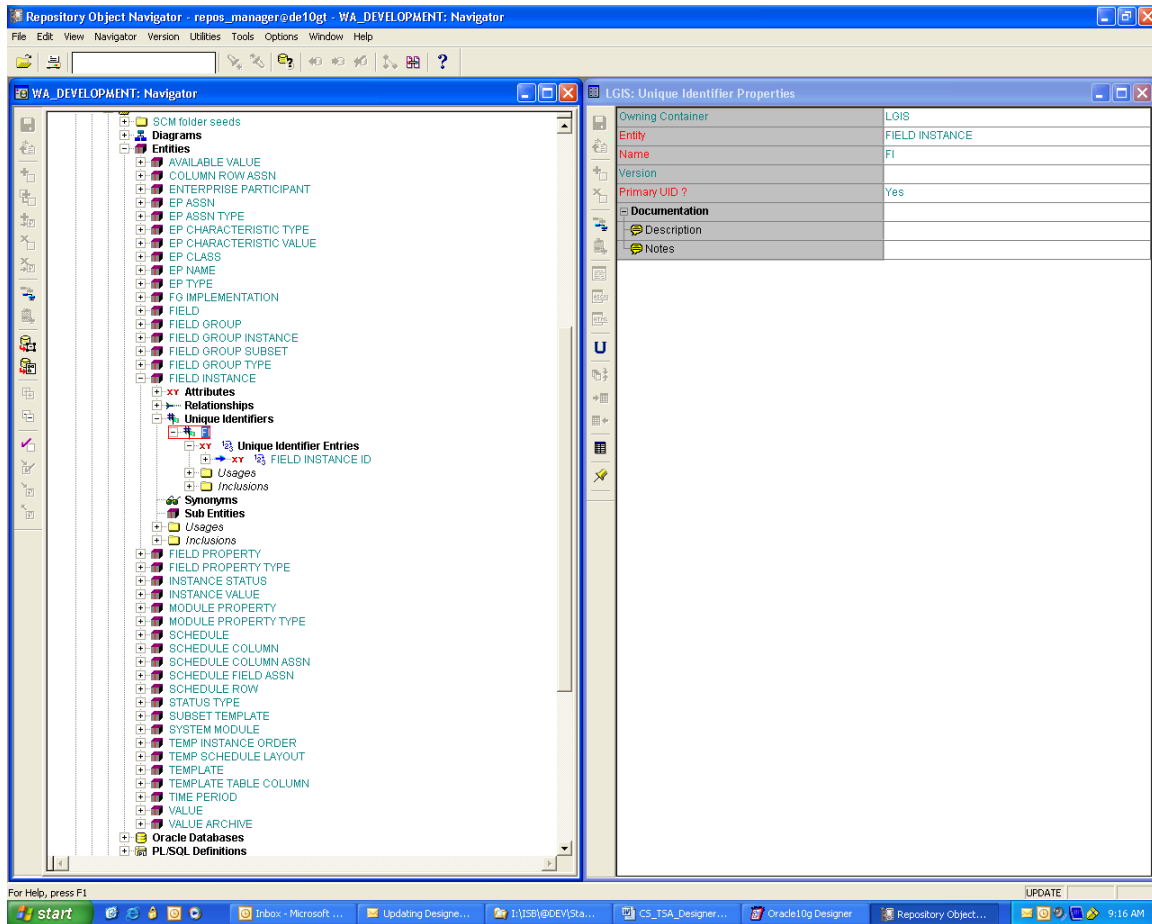 Repository Object Navigator - repos_manager@de10gt - WA_DEVELOPMENT: Navigator
File Edit View Navigator Version Utilities Tools Options Window Help
WA_DEVELOPMENT: Navigator
SCM folder seeds
Diagrams
Entities
AVAILABLE VALUE
COLUMN ROW ASSN
ENTERPRISE PARTICIPANT
EP ASSN
EP ASSN TYPE
EP CHARACTERISTIC TYPE
EP CHARACTERISTIC VALUE
EP CLASS
EP NAME
EP TYPE
FG IMPLEMENTATION
FIELD
FIELD GROUP
FIELD GROUP INSTANCE
FIELD GROUP SUBSET
FIELD GROUP TYPE
FIELD INSTANCE
XY Attributes
Relationships
Unique Identifiers
FI
XY Unique Identifier Entries
XY FIELD INSTANCE ID
Usages
Inclusions
Synonyms
Sub Entities
Usages
Inclusions
FIELD PROPERTY
FIELD PROPERTY TYPE
INSTANCE STATUS
INSTANCE VALUE
MODULE PROPERTY
MODULE PROPERTY TYPE
SCHEDULE
SCHEDULE COLUMN
SCHEDULE COLUMN ASSN
SCHEDULE FIELD ASSN
SCHEDULE ROW
STATUS TYPE
SUBSET TEMPLATE
SYSTEM MODULE
TEMP INSTANCE ORDER
TEMP SCHEDULE LAYOUT
TEMPLATE
TEMPLATE TABLE COLUMN
TIME PERIOD
VALUE
VALUE ARCHIVE
Oracle Databases
PL/SQL Definitions
LGIS: Unique Identifier Properties
Owning Container LGIS
Entity FIELD INSTANCE
Name FI
Version
Primary UID ? Yes
Documentation
Description
Notes
For Help, press F1
UPDATE
start Inbox - Microsoft ... Updating Designe... I:\ISB\@DEV\Sta... CS_TSA_Designer... Oracle10g Designer Repository Object... 9:16 AM